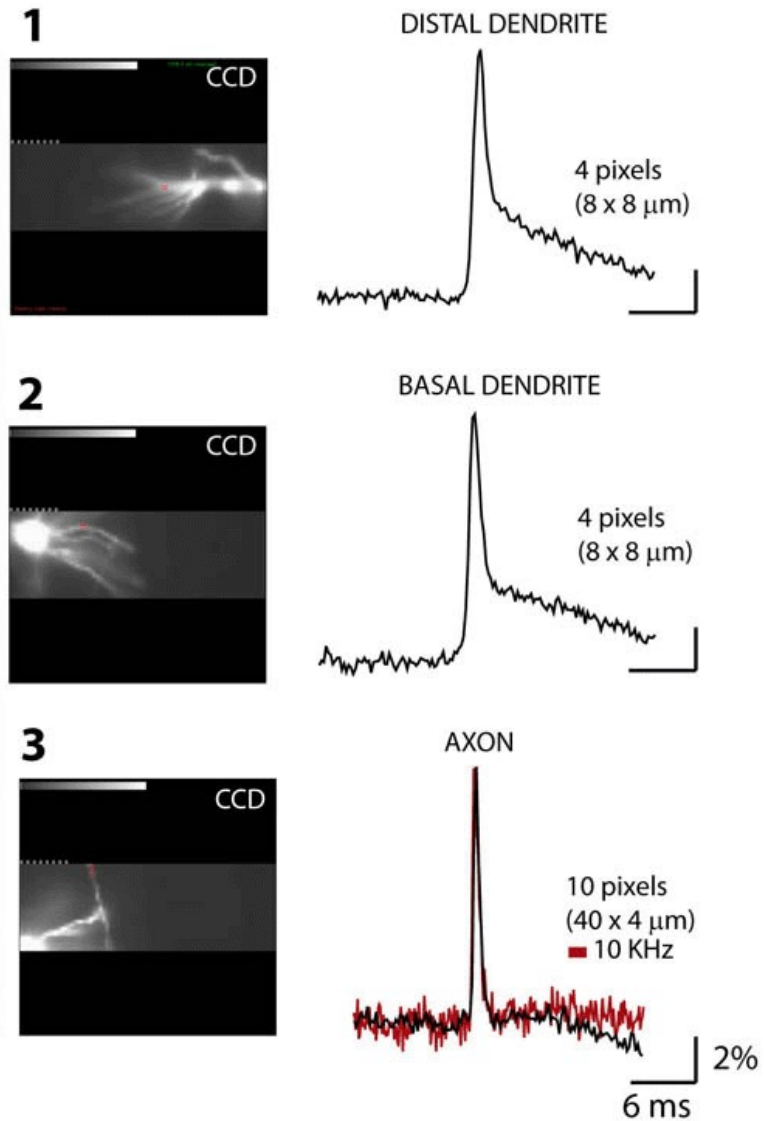 1
DISTAL DENDRITE
CCD
4 pixels
(8 x 8 µm)
2
BASAL DENDRITE
CCD
4 pixels
(8 x 8 µm)
3
AXON
CCD
10 pixels
(40 x 4 µm)
10 KHz
2%
6 ms